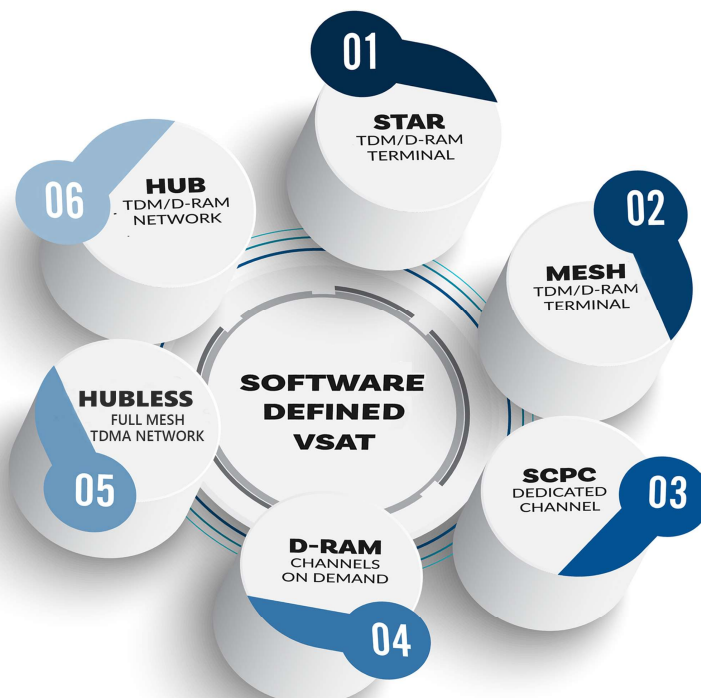 01
STAR
TDM/D-RAM
TERMINAL
02
MESH
TDM/D-RAM
TERMINAL
03
SCPC
DEDICATED
CHANNEL
04
D-RAM
CHANNELS
ON DEMAND
05
HUBLESS
FULL MESH
TDMA NETWORK
06
HUB
TDM/D-RAM
NETWORK
SOFTWARE
DEFINED
VSAT